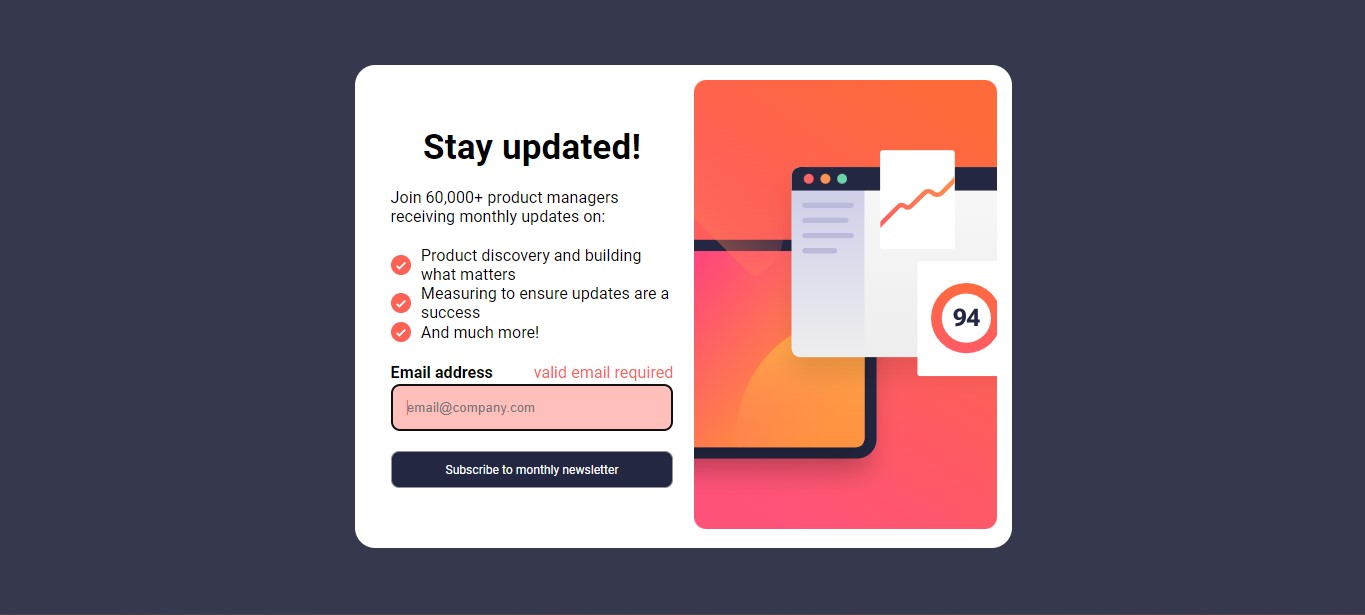 Stay updated!
Join 60,000+ product managers
receiving monthly updates on:
Product discovery and building
what matters
Measuring to ensure updates are a
success
And much more!
Email address
valid email required
email@company.com
Subscribe to monthly newsletter
94